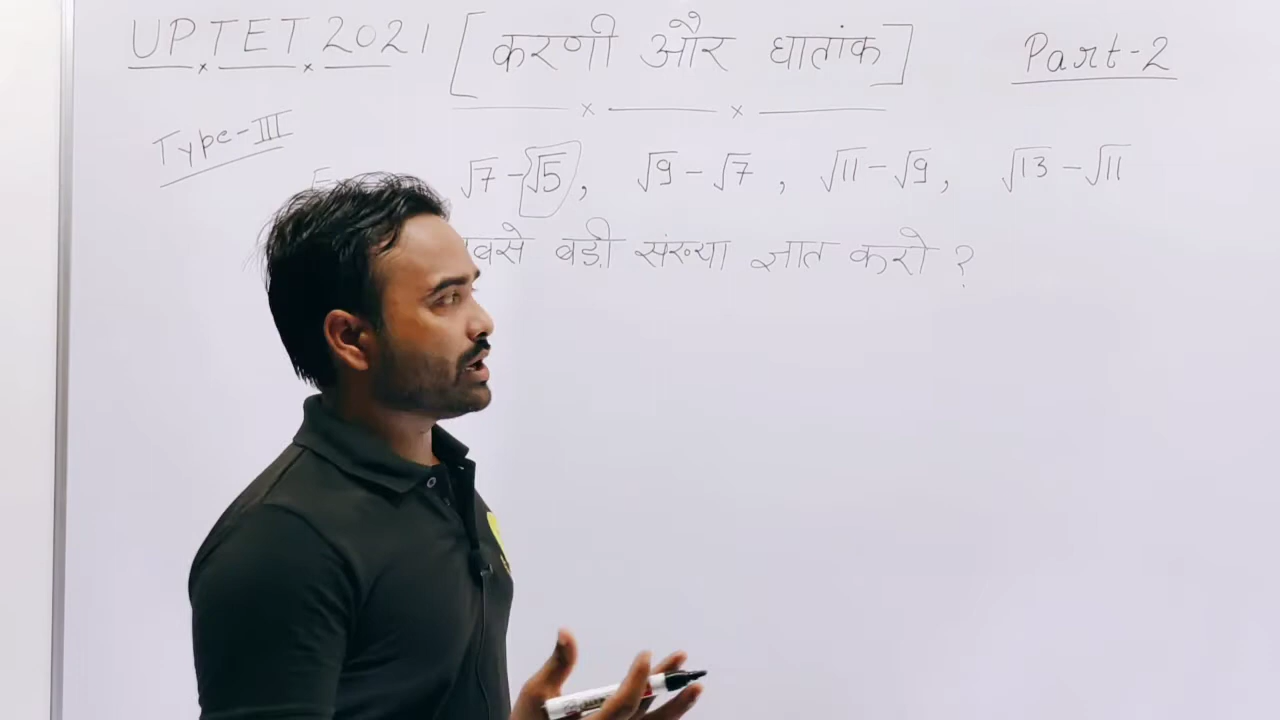 UPTET 2021 [करणी और घातांक] Part-2
Type-III
√7 - √5, √9 - √7, √11 - √9, √13 - √11
बड़ी संख्या ज्ञात करो ?